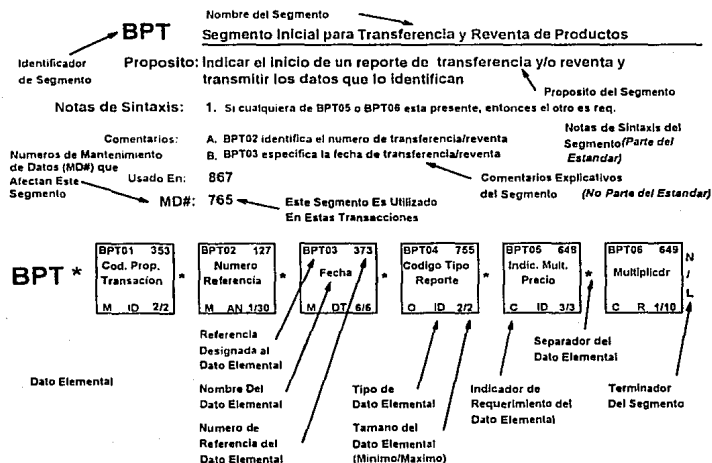 Nombre del Segmento
BPT Segmento Inicial para Transferencia y Reventa de Productos
Identificador de Segmento
Proposito: Indicar el inicio de un reporte de transferencia y/o reventa y
transmitir los datos que lo identifican
Proposito del Segmento
Notas de Sintaxis: 1. Si cualquiera de BPT05 o BPT06 esta presente, entonces el otro es req.
Notas de Sintaxis del
Segmento (Parte del
Estandar)
Comentarios: A. BPT02 identifica el numero de transferencia/reventa
B. BPT03 especifica la fecha de transferencia/reventa
Numeros de Mantenimiento
de Datos (MD#) que
Afectan Este
Segmento
Comentarios Explicativos
del Segmento (No Parte del Estandar)
Usado En: 867
MD#: 765
Este Segmento Es Utilizado
En Estas Transacciones
BPT *
BPT01 353
Cod. Prop.
Transacion
M ID 2/2
*
BPT02 127
Numero
Referencia
M AN 1/30
*
BPT03 373
Fecha
M DT 6/6
*
BPT04 755
Codigo Tipo
Reporte
O ID 2/2
*
BPT05 648
Indic. Mult.
Precio
C ID 3/3
*
BPT06 649
Multiplicdr
C R 1/10
N
/
L
Dato Elemental
Referencia
Designada al
Dato Elemental
Nombre Del
Dato Elemental
Numero de
Referencia del
Dato Elemental
Tipo de
Dato Elemental
Tamano del
Dato Elemental
(Minimo/Maximo)
Indicador de
Requerimiento del
Dato Elemental
Separador del
Dato Elemental
Terminador
Del Segmento